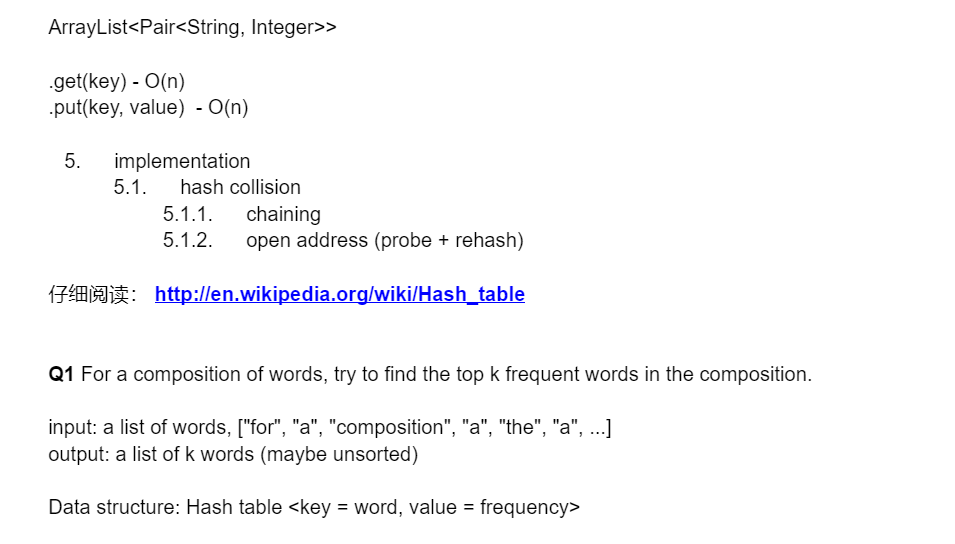 ArrayList<Pair<String, Integer>>
.get(key) - O(n)
.put(key, value)  - O(n)
5. implementation
5.1. hash collision
5.1.1. chaining
5.1.2. open address (probe + rehash)
仔细阅读： http://en.wikipedia.org/wiki/Hash_table
Q1 For a composition of words, try to find the top k frequent words in the composition.
input: a list of words, ["for", "a", "composition", "a", "the", "a", ...]
output: a list of k words (maybe unsorted)
Data structure: Hash table <key = word, value = frequency>